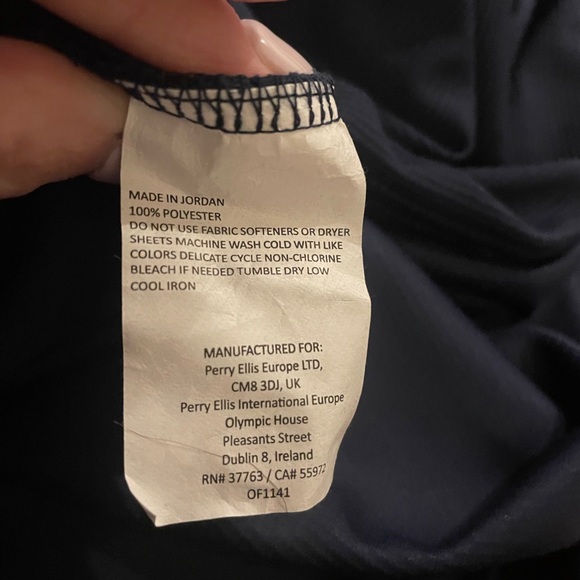 MADE IN JORDAN
100% POLYESTER
DO NOT USE FABRIC SOFTENERS OR DRYER
SHEETS MACHINE WASH COLD WITH LIKE
COLORS DELICATE CYCLE NON-CHLORINE
BLEACH IF NEEDED TUMBLE DRY LOW
COOL IRON
MANUFACTURED FOR:
Perry Ellis Europe LTD,
CM8 3DJ, UK
Perry Ellis International Europe
Olympic House
Pleasants Street
Dublin 8, Ireland
RN# 37763 / CA# 55972
OF1141